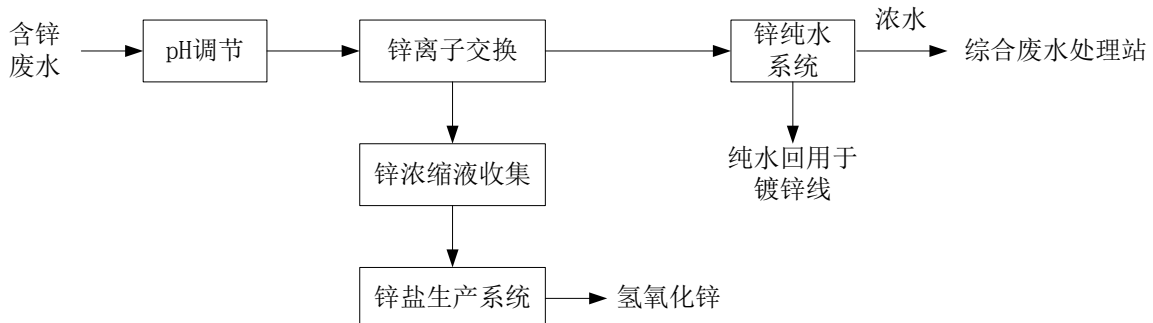 含锌
废水
pH调节
锌离子交换
锌纯水
系统
浓水
综合废水处理站
锌浓缩液收集
纯水回用于
镀锌线
锌盐生产系统
氢氧化锌